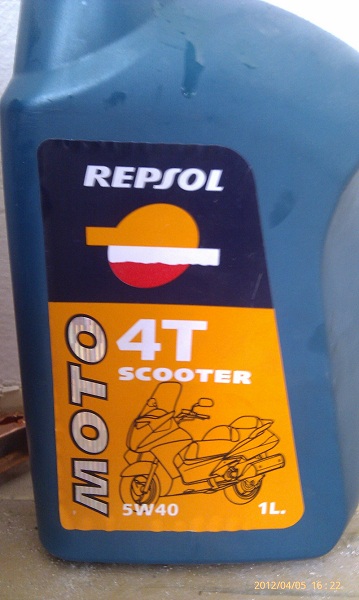 REPSOL
MOTO
4T
SCOOTER
5W40
1L.
2012/04/05 16:22